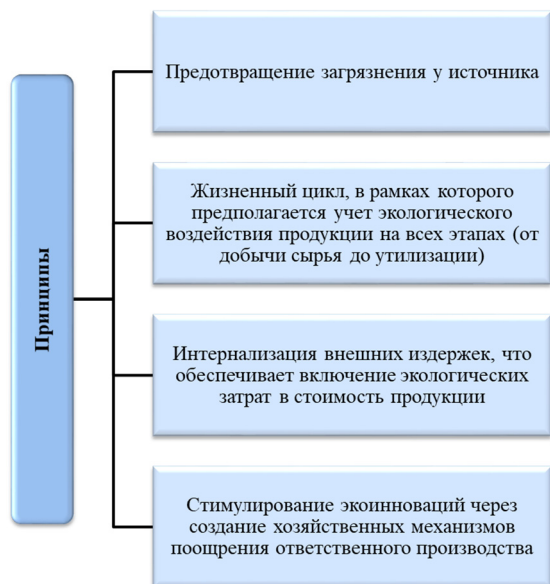 Принципы
Предотвращение загрязнения у источника
Жизненный цикл, в рамках которого
предполагается учет экологического
воздействия продукции на всех этапах (от
добычи сырья до утилизации)
Интернализация внешних издержек, что
обеспечивает включение экологических
затрат в стоимость продукции
Стимулирование экоинноваций через
создание хозяйственных механизмов
поощрения ответственного производства